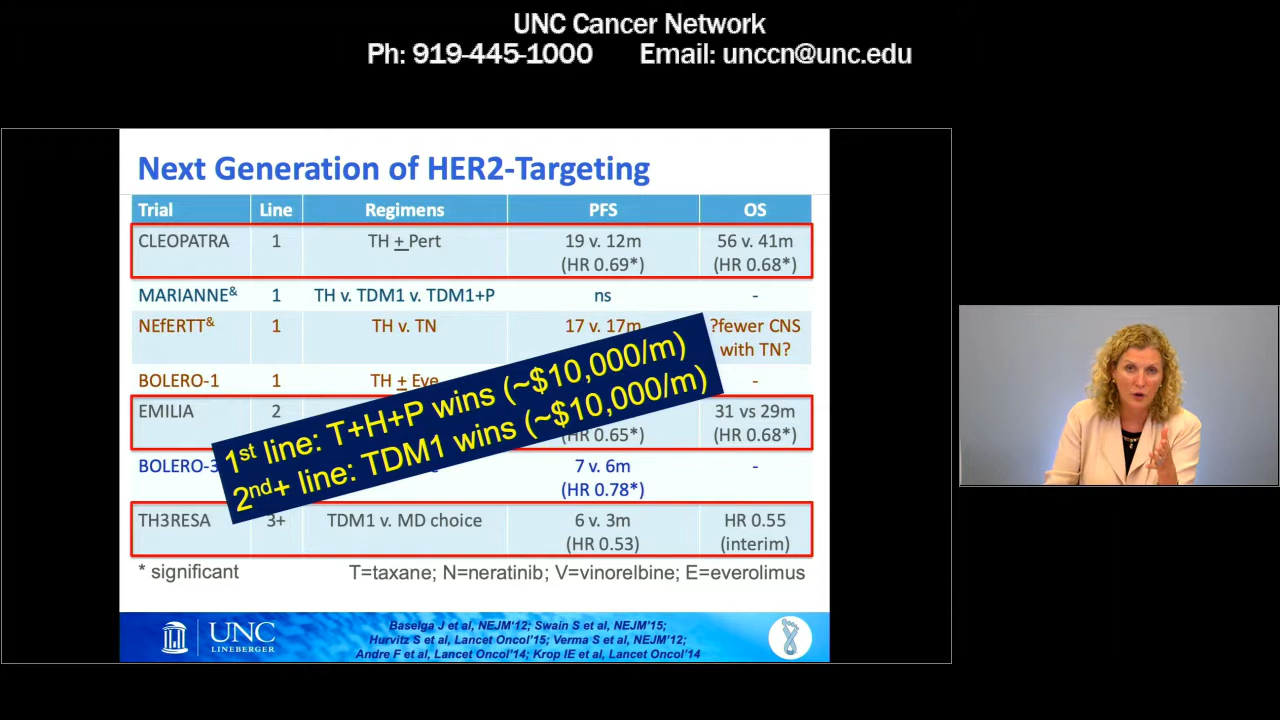 UNC Cancer Network
Ph: 919-445-1000 Email: unccn@unc.edu
Next Generation of HER2-Targeting
Trial Line Regimens PFS OS
CLEOPATRA 1 TH + Pert 19 v. 12m 56 v. 41m
(HR 0.69*) (HR 0.68*)
MARIANNE& 1 TH v. TDM1 v. TDM1+P ns -
NEfERTT& 1 TH v. TN 17 v. 17m ?fewer CNS
with TN?
BOLERO-1 1 TH + Eve -
EMILIA 2 31 vs 29m
(HR 0.65*) (HR 0.68*)
1st line: T+H+P wins (~$10,000/m)
2nd+ line: TDM1 wins (~$10,000/m)
BOLERO-3 7 v. 6m -
(HR 0.78*)
TH3RESA 3+ TDM1 v. MD choice 6 v. 3m HR 0.55
(HR 0.53) (interim)
* significant T=taxane; N=neratinib; V=vinorelbine; E=everolimus
UNC
LINEBERGER
Baselga J et al, NEJM'12; Swain S et al, NEJM'15;
Hurvitz S et al, Lancet Oncol'15; Verma S et al, NEJM'12;
Andre F et al, Lancet Oncol'14; Krop IE et al, Lancet Oncol'14